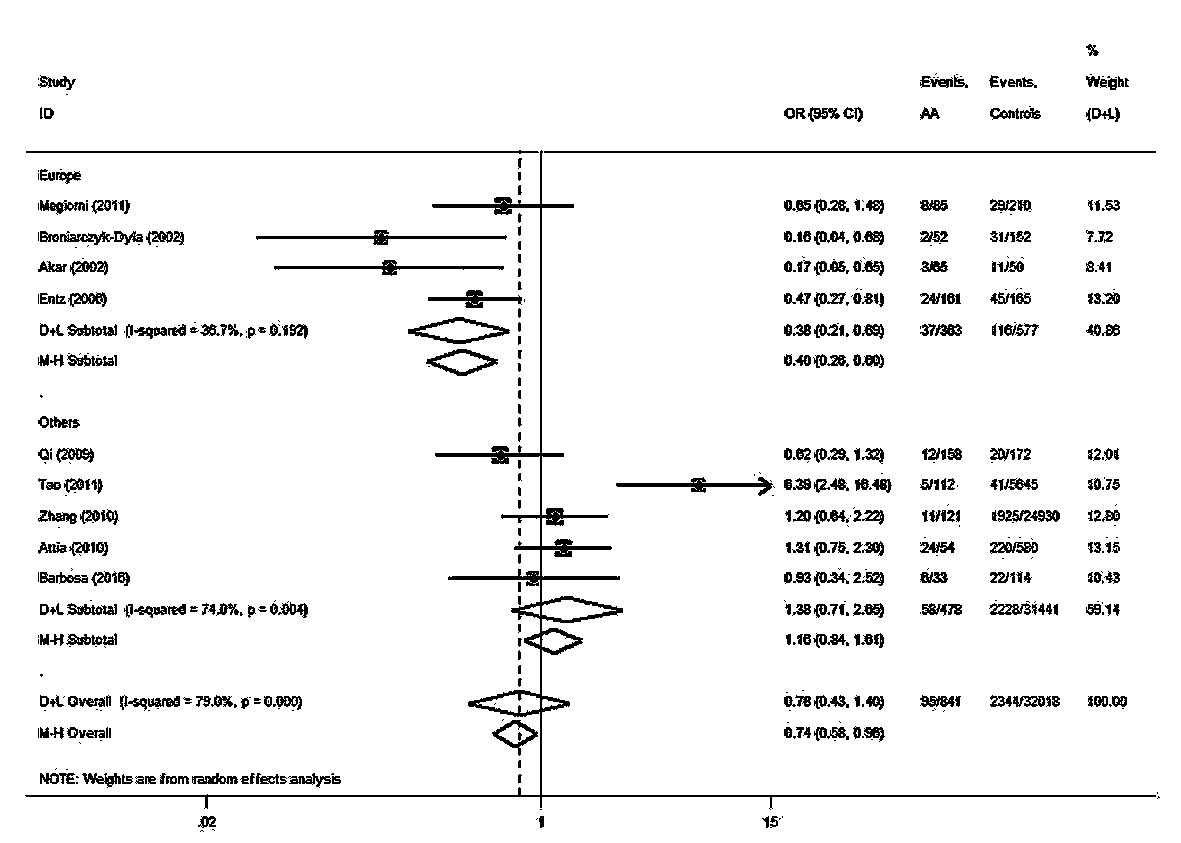 %
Study Events, Events, Weight
ID OR (95% CI) AA Controls (D+L)
Europe
Megiorni (2011) 0.65 (0.28, 1.48) 8/85 29/210 11.53
Broniarczyk-Dyla (2002) 0.16 (0.04, 0.68) 2/52 31/152 7.72
Akar (2002) 0.17 (0.05, 0.65) 3/65 11/50 8.41
Entz (2006) 0.47 (0.27, 0.81) 24/161 45/165 13.20
D+L Subtotal (I-squared = 36.7%, p = 0.192) 0.38 (0.21, 0.69) 37/363 116/577 40.86
M-H Subtotal 0.40 (0.26, 0.60)
.
Others
Qi (2009) 0.62 (0.29, 1.32) 12/158 20/172 12.01
Tao (2011) 6.39 (2.48, 16.48) 5/112 41/5645 10.75
Zhang (2010) 1.20 (0.64, 2.22) 11/121 1925/24930 12.80
Attia (2010) 1.31 (0.75, 2.30) 24/54 220/580 13.15
Barbosa (2016) 0.93 (0.34, 2.52) 6/33 22/114 10.43
D+L Subtotal (I-squared = 74.0%, p = 0.004) 1.38 (0.71, 2.65) 58/478 2228/31441 59.14
M-H Subtotal 1.16 (0.84, 1.61)
.
D+L Overall (I-squared = 79.0%, p = 0.000) 0.78 (0.43, 1.40) 95/841 2344/32018 100.00
M-H Overall 0.74 (0.58, 0.96)
NOTE: Weights are from random effects analysis
.02 1 15